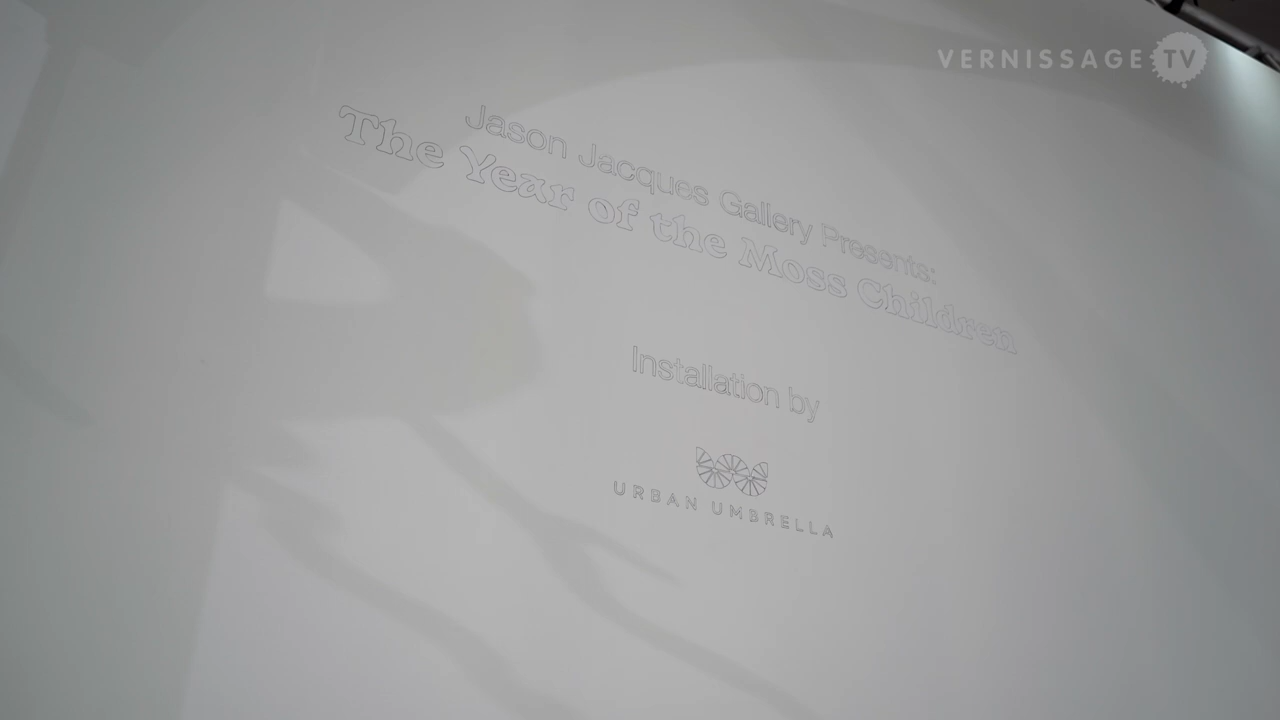 VERNISSAGE TV
Jason Jacques Gallery Presents:
The Year of the Moss Children
Installation by
URBAN UMBRELLA